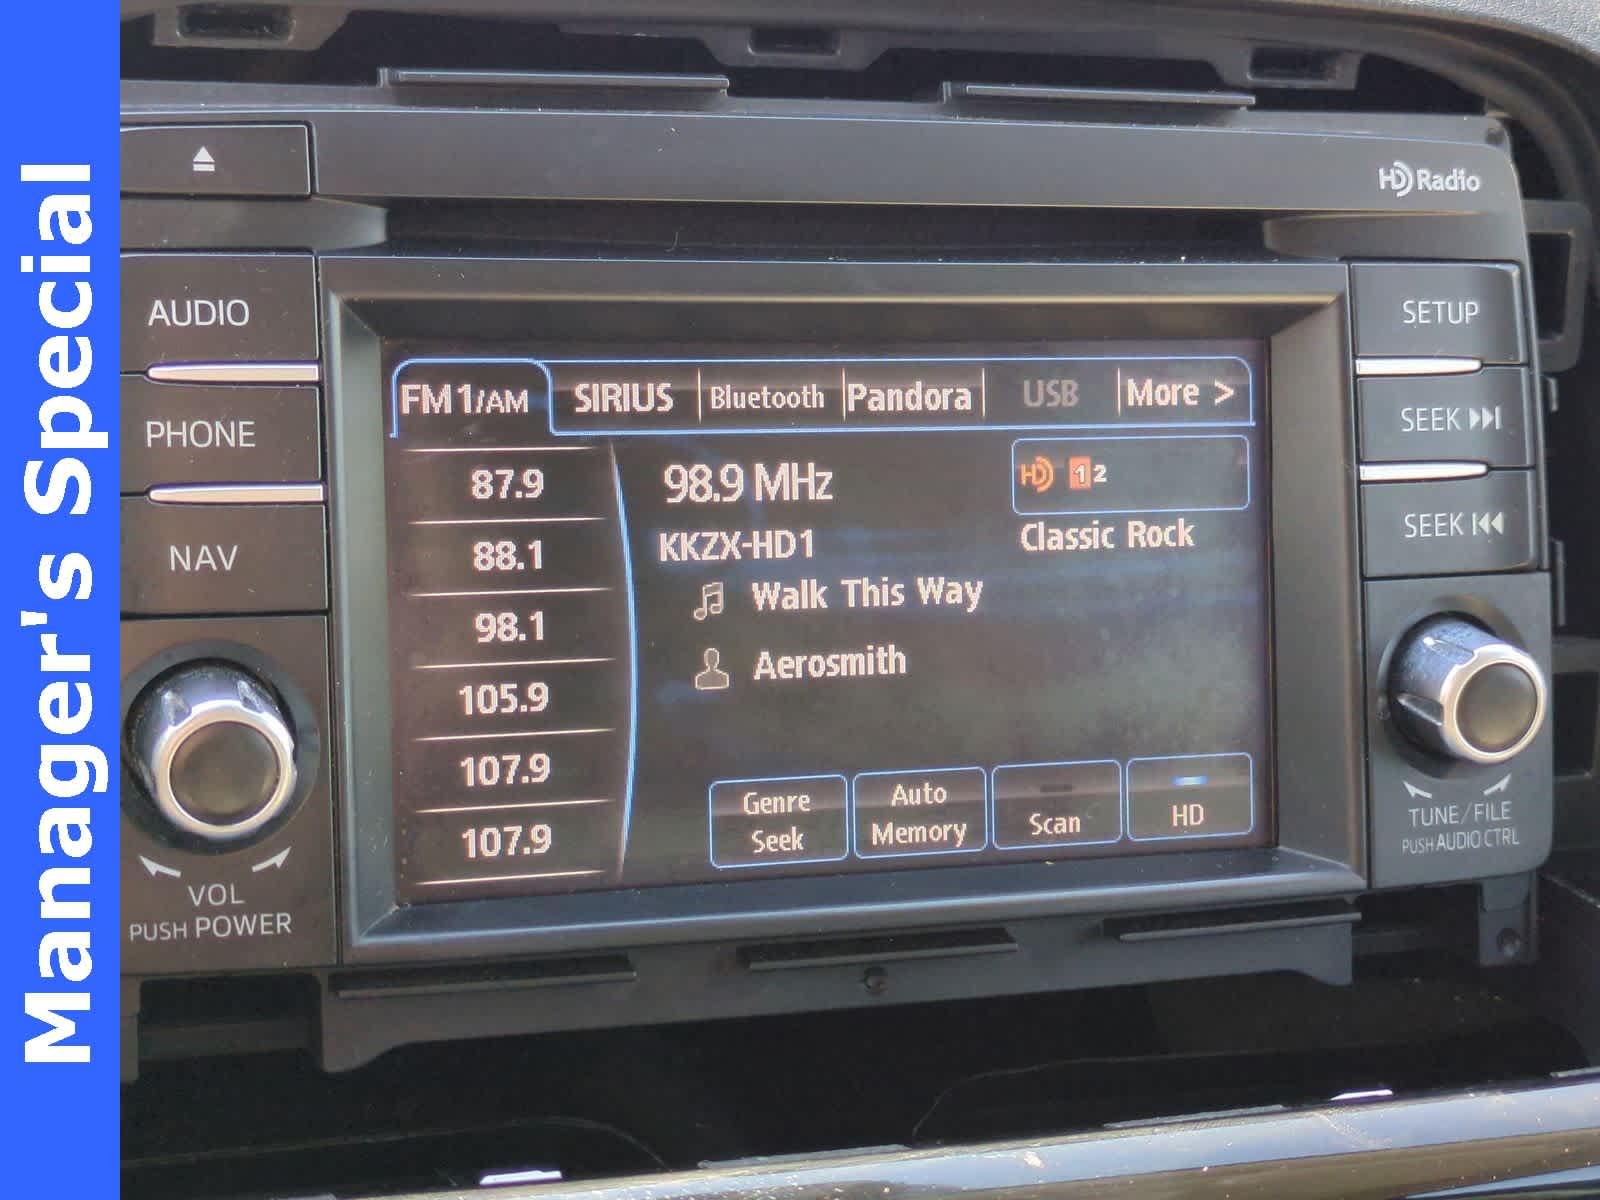 Manager's Special
HD Radio
AUDIO
PHONE
NAV
VOL
PUSH POWER
FM1/AM
SIRIUS
Bluetooth
Pandora
USB
More >
87.9
88.1
98.1
105.9
107.9
107.9
98.9 MHz
HD 1 2
KKZX-HD1
Classic Rock
Walk This Way
Aerosmith
Genre
Seek
Auto
Memory
Scan
HD
SETUP
SEEK
SEEK
TUNE/FILE
PUSH AUDIO CTRL